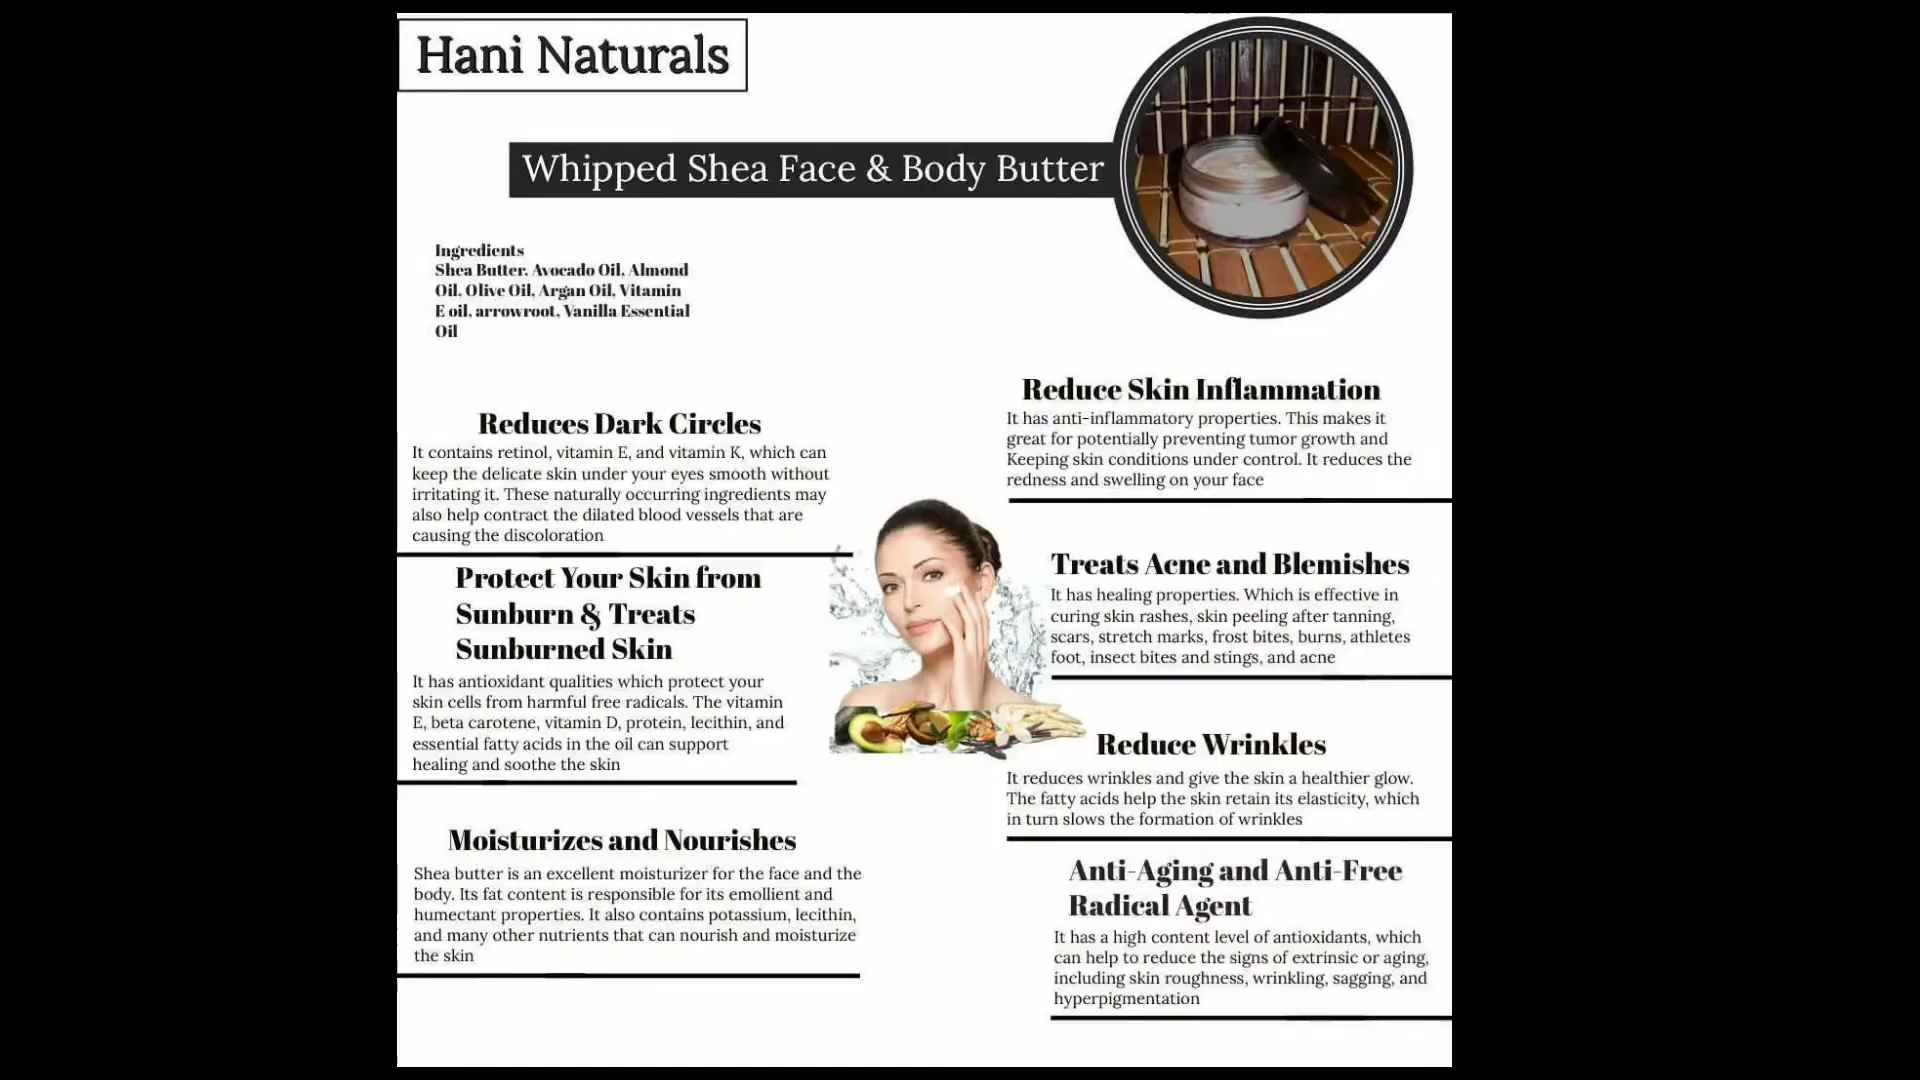 Hani Naturals
Whipped Shea Face & Body Butter
Ingredients
Shea Butter, Avocado Oil, Almond
Oil, Olive Oil, Argan Oil, Vitamin
E oil, arrowroot, Vanilla Essential
Oil
Reduces Dark Circles
It contains retinol, vitamin E, and vitamin K, which can
keep the delicate skin under your eyes smooth without
irritating it. These naturally occurring ingredients may
also help contract the dilated blood vessels that are
causing the discoloration
Protect Your Skin from
Sunburn & Treats
Sunburned Skin
It has antioxidant qualities which protect your
skin cells from harmful free radicals. The vitamin
E, beta carotene, vitamin D, protein, lecithin, and
essential fatty acids in the oil can support
healing and soothe the skin
Moisturizes and Nourishes
Shea butter is an excellent moisturizer for the face and the
body. Its fat content is responsible for its emollient and
humectant properties. It also contains potassium, lecithin,
and many other nutrients that can nourish and moisturize
the skin
Reduce Skin Inflammation
It has anti-inflammatory properties. This makes it
great for potentially preventing tumor growth and
Keeping skin conditions under control. It reduces the
redness and swelling on your face
Treats Acne and Blemishes
It has healing properties. Which is effective in
curing skin rashes, skin peeling after tanning,
scars, stretch marks, frost bites, burns, athletes
foot, insect bites and stings, and acne
Reduce Wrinkles
It reduces wrinkles and give the skin a healthier glow.
The fatty acids help the skin retain its elasticity, which
in turn slows the formation of wrinkles
Anti-Aging and Anti-Free
Radical Agent
It has a high content level of antioxidants, which
can help to reduce the signs of extrinsic or aging,
including skin roughness, wrinkling, sagging, and
hyperpigmentation